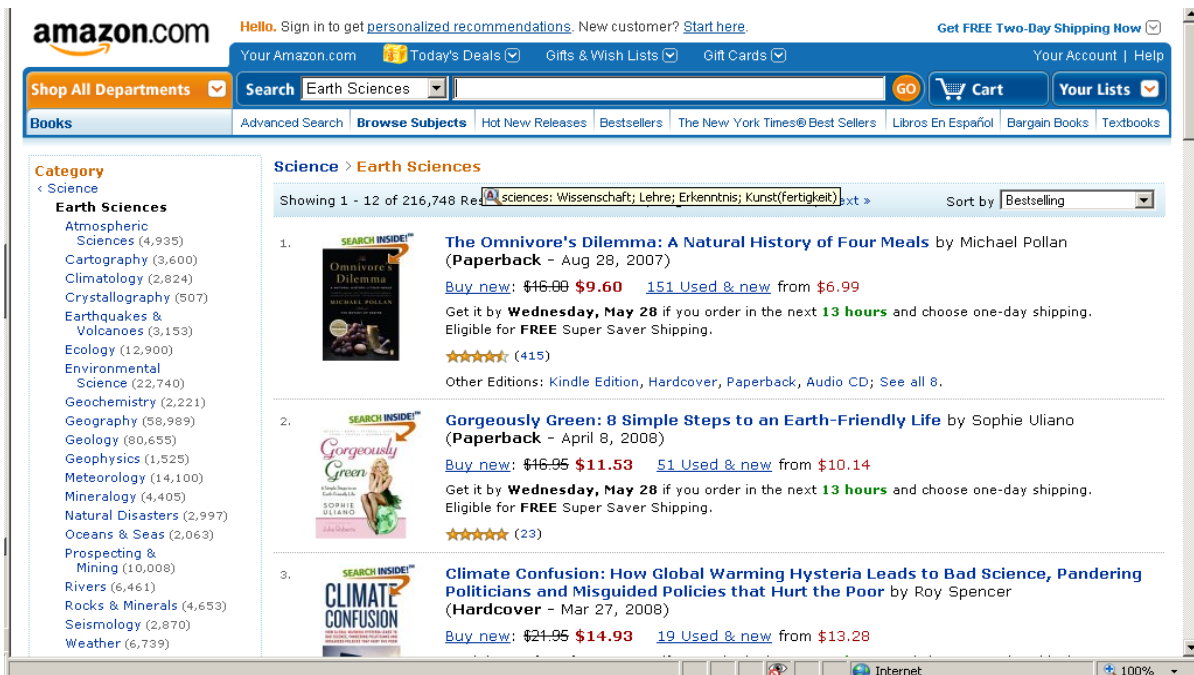 amazon.com
Hello. Sign in to get personalized recommendations. New customer? Start here.
Get FREE Two-Day Shipping Now
Your Amazon.com Today's Deals Gifts & Wish Lists Gift Cards Your Account | Help
Shop All Departments Search Earth Sciences GO Cart Your Lists
Books Advanced Search Browse Subjects Hot New Releases Bestsellers The New York Times® Best Sellers Libros En Español Bargain Books Textbooks
Category
‹ Science
Earth Sciences
Atmospheric
Sciences (4,935)
Cartography (3,600)
Climatology (2,824)
Crystallography (507)
Earthquakes &
Volcanoes (3,153)
Ecology (12,900)
Environmental
Science (22,740)
Geochemistry (2,221)
Geography (58,989)
Geology (80,655)
Geophysics (1,525)
Meteorology (14,100)
Mineralogy (4,405)
Natural Disasters (2,997)
Oceans & Seas (2,063)
Prospecting &
Mining (10,008)
Rivers (6,461)
Rocks & Minerals (4,653)
Seismology (2,870)
Weather (6,739)
Science > Earth Sciences
Showing 1 - 12 of 216,748 Res
sciences: Wissenschaft; Lehre; Erkenntnis; Kunst(fertigkeit)
ext »
Sort by Bestselling
1.
SEARCH INSIDE!™
The
Omnivore's
Dilemma
MICHAEL POLLAN
The Omnivore's Dilemma: A Natural History of Four Meals by Michael Pollan
(Paperback - Aug 28, 2007)
Buy new: $16.00 $9.60 151 Used & new from $6.99
Get it by Wednesday, May 28 if you order in the next 13 hours and choose one-day shipping.
Eligible for FREE Super Saver Shipping.
(415)
Other Editions: Kindle Edition, Hardcover, Paperback, Audio CD; See all 8.
2.
SEARCH INSIDE!™
Gorgeously
Green
SOPHIE
ULIANO
Gorgeously Green: 8 Simple Steps to an Earth-Friendly Life by Sophie Uliano
(Paperback - April 8, 2008)
Buy new: $16.95 $11.53 51 Used & new from $10.14
Get it by Wednesday, May 28 if you order in the next 13 hours and choose one-day shipping.
Eligible for FREE Super Saver Shipping.
(23)
3.
SEARCH INSIDE!™
CLIMATE
CONFUSION
Climate Confusion: How Global Warming Hysteria Leads to Bad Science, Pandering
Politicians and Misguided Policies that Hurt the Poor by Roy Spencer
(Hardcover - Mar 27, 2008)
Buy new: $21.95 $14.93 19 Used & new from $13.28
Internet 100%